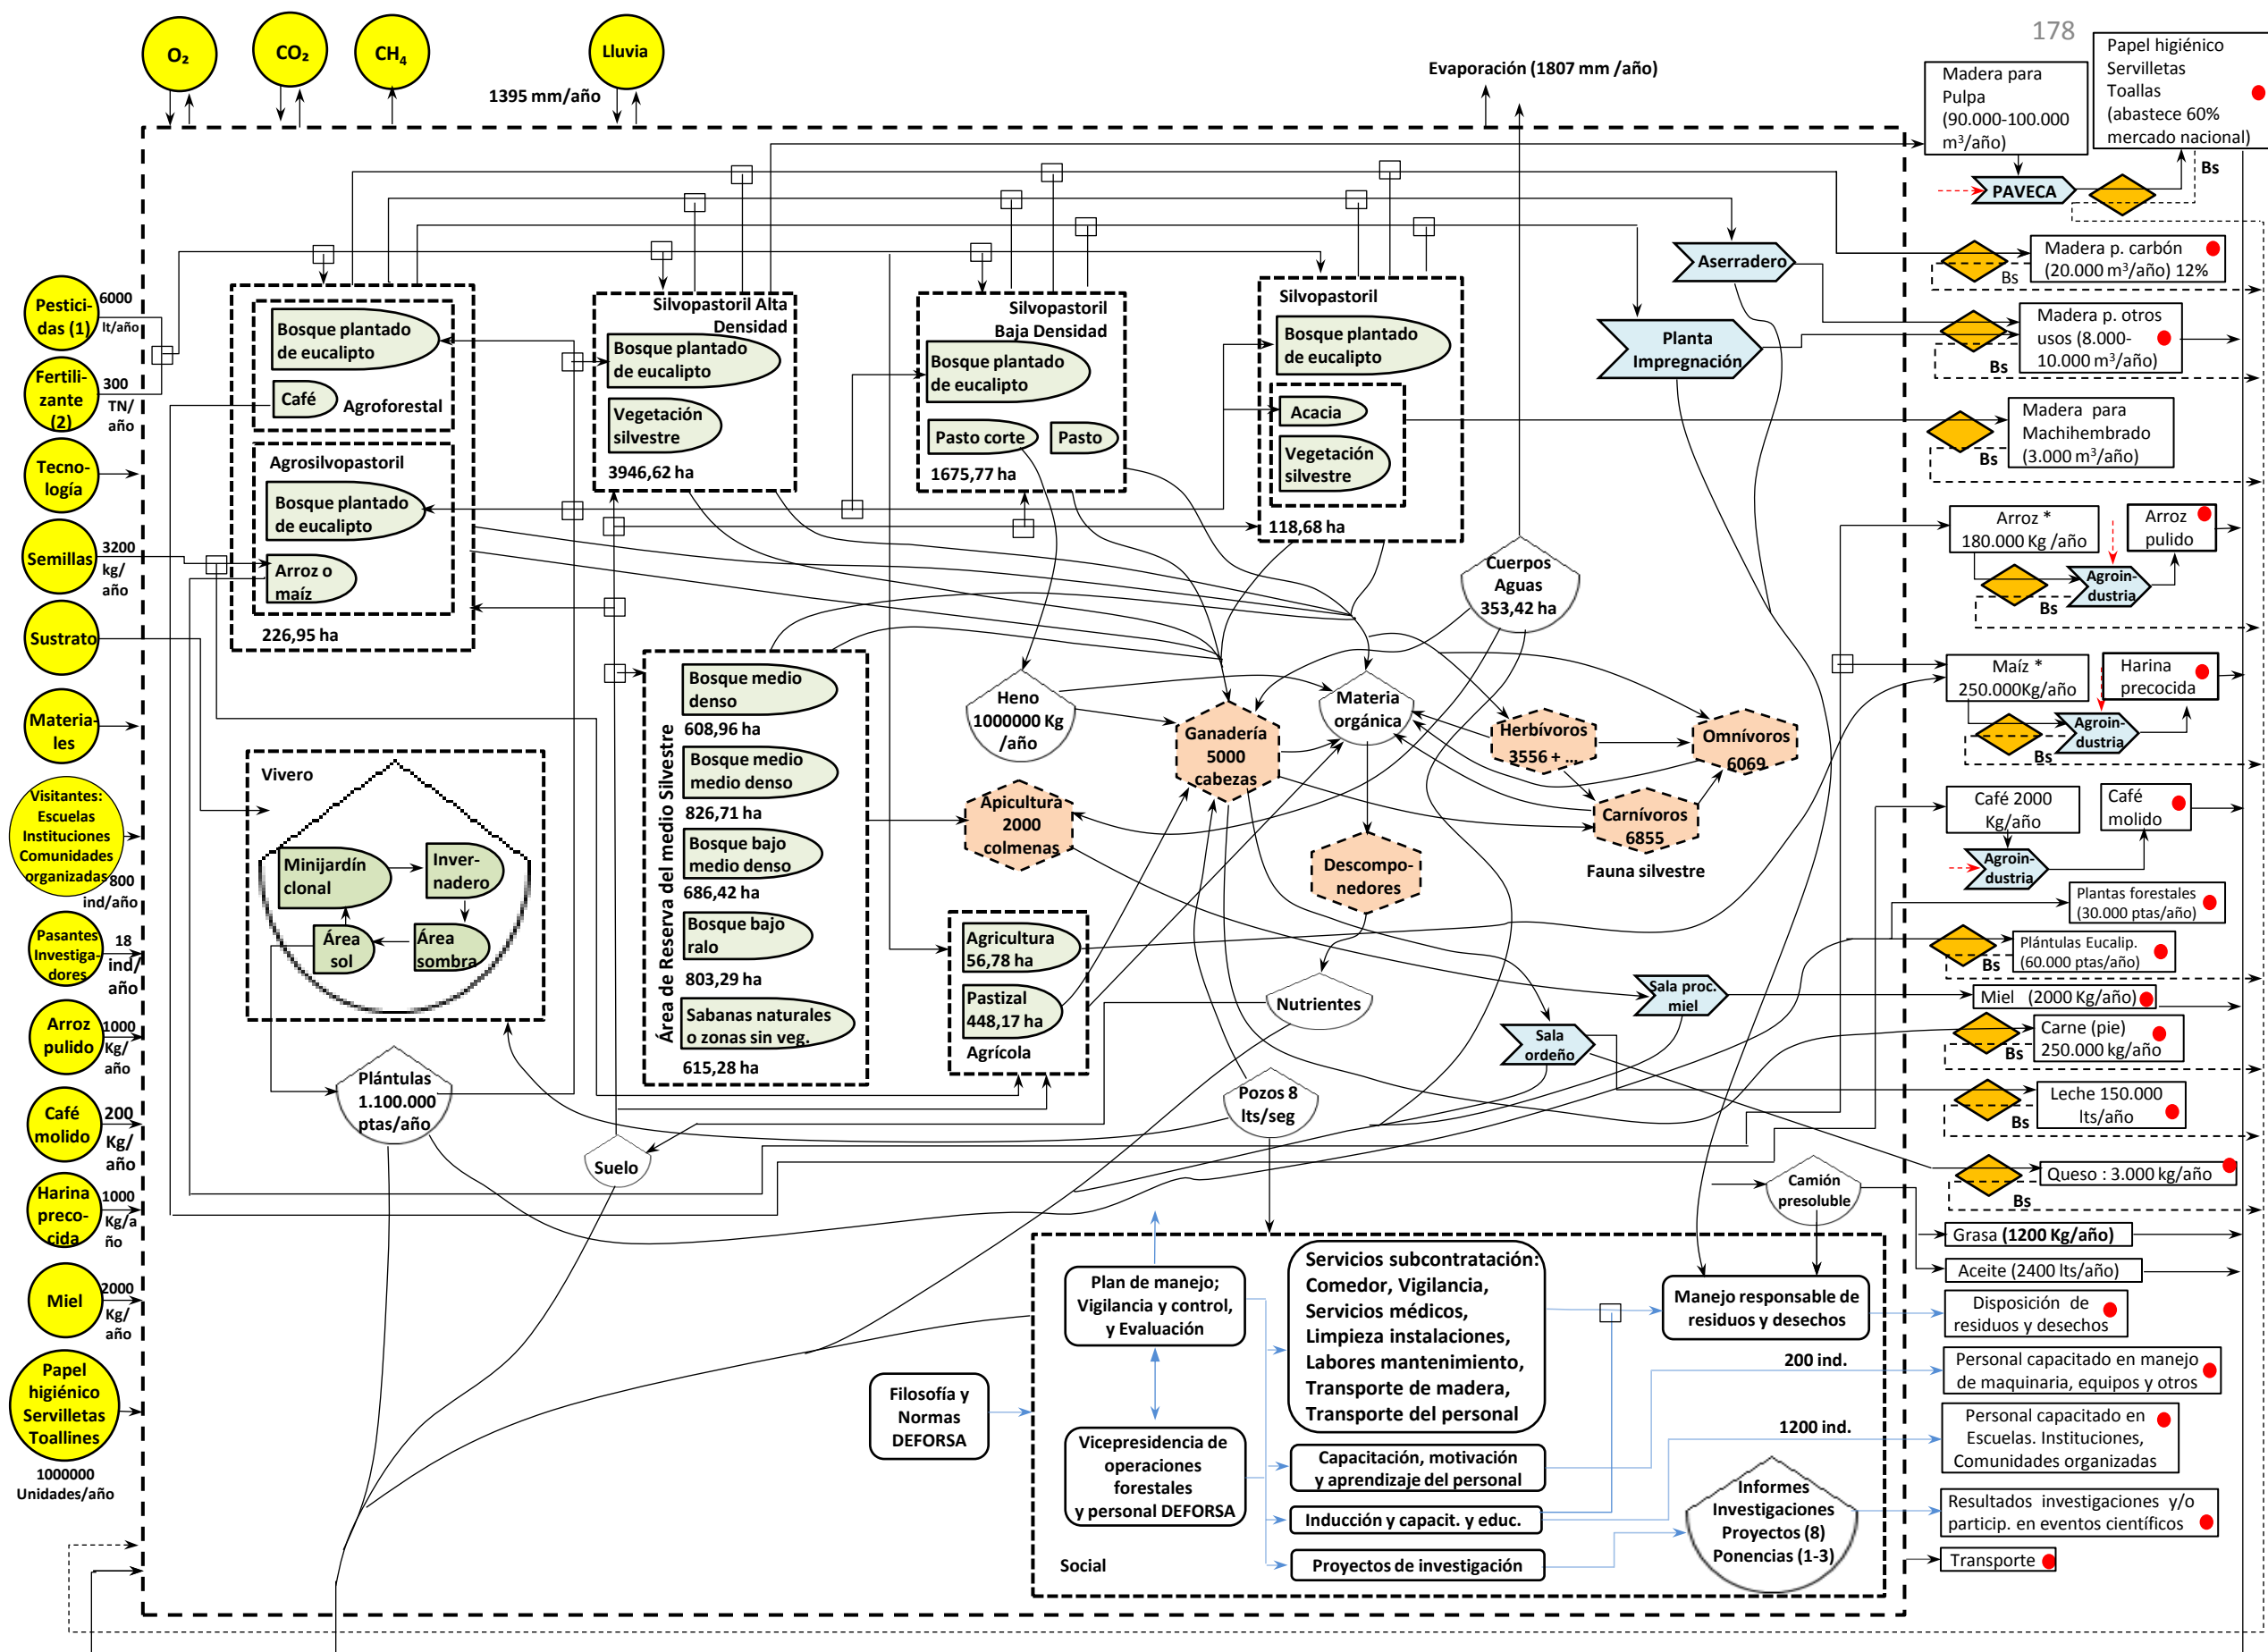 178
O₂
CO₂
CH₄
Lluvia
1395 mm/año
Evaporación (1807 mm /año)
Madera para
Pulpa
(90.000-100.000
m³/año)
Papel higiénico
Servilletas
Toallas
(abastece 60%
mercado nacional)
PAVECA
Bs
Pestici-
das (1)
6000
lt/año
Fertili-
zante
(2)
300
TN/
año
Tecno-
logía
Semillas
3200
kg/
año
Sustrato
Materia-
les
Visitantes:
Escuelas
Instituciones
Comunidades
organizadas
800
ind/año
Pasantes
Investiga-
dores
18
ind/
año
Arroz
pulido
1000
Kg/
año
Café
molido
200
Kg/
año
Harina
preco-
cida
1000
Kg/a
ño
Miel
2000
Kg/
año
Papel
higiénico
Servilletas
Toallines
1000000
Unidades/año
Bosque plantado
de eucalipto
Café
Agroforestal
Agrosilvopastoril
Bosque plantado
de eucalipto
Arroz o
maíz
226,95 ha
Silvopastoril Alta
Densidad
Bosque plantado
de eucalipto
Vegetación
silvestre
3946,62 ha
Silvopastoril
Baja Densidad
Bosque plantado
de eucalipto
Pasto corte
Pasto
1675,77 ha
Silvopastoril
Bosque plantado
de eucalipto
Acacia
Vegetación
silvestre
118,68 ha
Aserradero
Planta
Impregnación
Cuerpos
Aguas
353,42 ha
Vivero
Minijardín
clonal
Inver-
nadero
Área
sol
Área
sombra
Plántulas
1.100.000
ptas/año
Suelo
Área de Reserva del medio Silvestre
Bosque medio
denso
608,96 ha
Bosque medio
medio denso
826,71 ha
Bosque bajo
medio denso
686,42 ha
Bosque bajo
ralo
803,29 ha
Sabanas naturales
o zonas sin veg.
615,28 ha
Heno
1000000 Kg
/año
Ganadería
5000
cabezas
Materia
orgánica
Herbívoros
3556 + ..
Omnívoros
6069
Carnívoros
6855
Fauna silvestre
Apicultura
2000
colmenas
Descompo-
nedores
Agricultura
56,78 ha
Pastizal
448,17 ha
Agrícola
Nutrientes
Pozos 8
lts/seg
Sala proc.
miel
Sala
ordeño
Camión
presoluble
Madera p. carbón
(20.000 m³/año) 12%
Bs
Madera p. otros
usos (8.000-
10.000 m³/año)
Bs
Madera para
Machihembrado
(3.000 m³/año)
Bs
Arroz *
180.000 Kg /año
Arroz
pulido
Agroin-
dustria
Bs
Maíz *
250.000Kg/año
Harina
precocida
Agroin-
dustria
Bs
Café 2000
Kg/año
Café
molido
Agroin-
dustria
Plantas forestales
(30.000 ptas/año)
Plántulas Eucalip.
(60.000 ptas/año)
Bs
Miel (2000 Kg/año)
Carne (pie)
250.000 kg/año
Bs
Leche 150.000
lts/año
Bs
Queso : 3.000 kg/año
Bs
Grasa (1200 Kg/año)
Aceite (2400 lts/año)
Disposición de
residuos y desechos
Personal capacitado en manejo
de maquinaria, equipos y otros
Personal capacitado en
Escuelas. Instituciones,
Comunidades organizadas
Resultados investigaciones y/o
particip. en eventos científicos
Transporte
Filosofía y
Normas
DEFORSA
Plan de manejo;
Vigilancia y control,
y Evaluación
Vicepresidencia de
operaciones
forestales
y personal DEFORSA
Social
Servicios subcontratación:
Comedor, Vigilancia,
Servicios médicos,
Limpieza instalaciones,
Labores mantenimiento,
Transporte de madera,
Transporte del personal
Capacitación, motivación
y aprendizaje del personal
Inducción y capacit. y educ.
Proyectos de investigación
Manejo responsable de
residuos y desechos
200 ind.
1200 ind.
Informes
Investigaciones
Proyectos (8)
Ponencias (1-3)